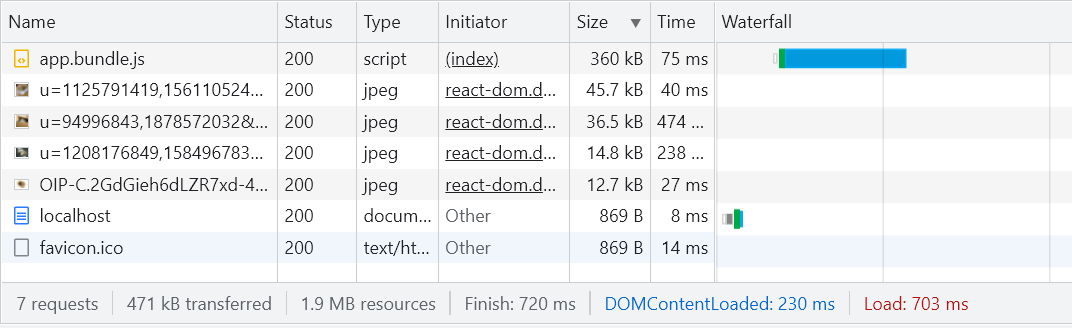 Name Status Type Initiator Size Time Waterfall
app.bundle.js 200 script (index) 360 kB 75 ms
u=1125791419,156110524... 200 jpeg react-dom.d... 45.7 kB 40 ms
u=94996843,1878572032&... 200 jpeg react-dom.d... 36.5 kB 474 ...
u=1208176849,158496783... 200 jpeg react-dom.d... 14.8 kB 238 ...
OIP-C.2GdGieh6dLZR7xd-4... 200 jpeg react-dom.d... 12.7 kB 27 ms
localhost 200 docum... Other 869 B 8 ms
favicon.ico 200 text/ht... Other 869 B 14 ms
7 requests 471 kB transferred 1.9 MB resources Finish: 720 ms DOMContentLoaded: 230 ms Load: 703 ms